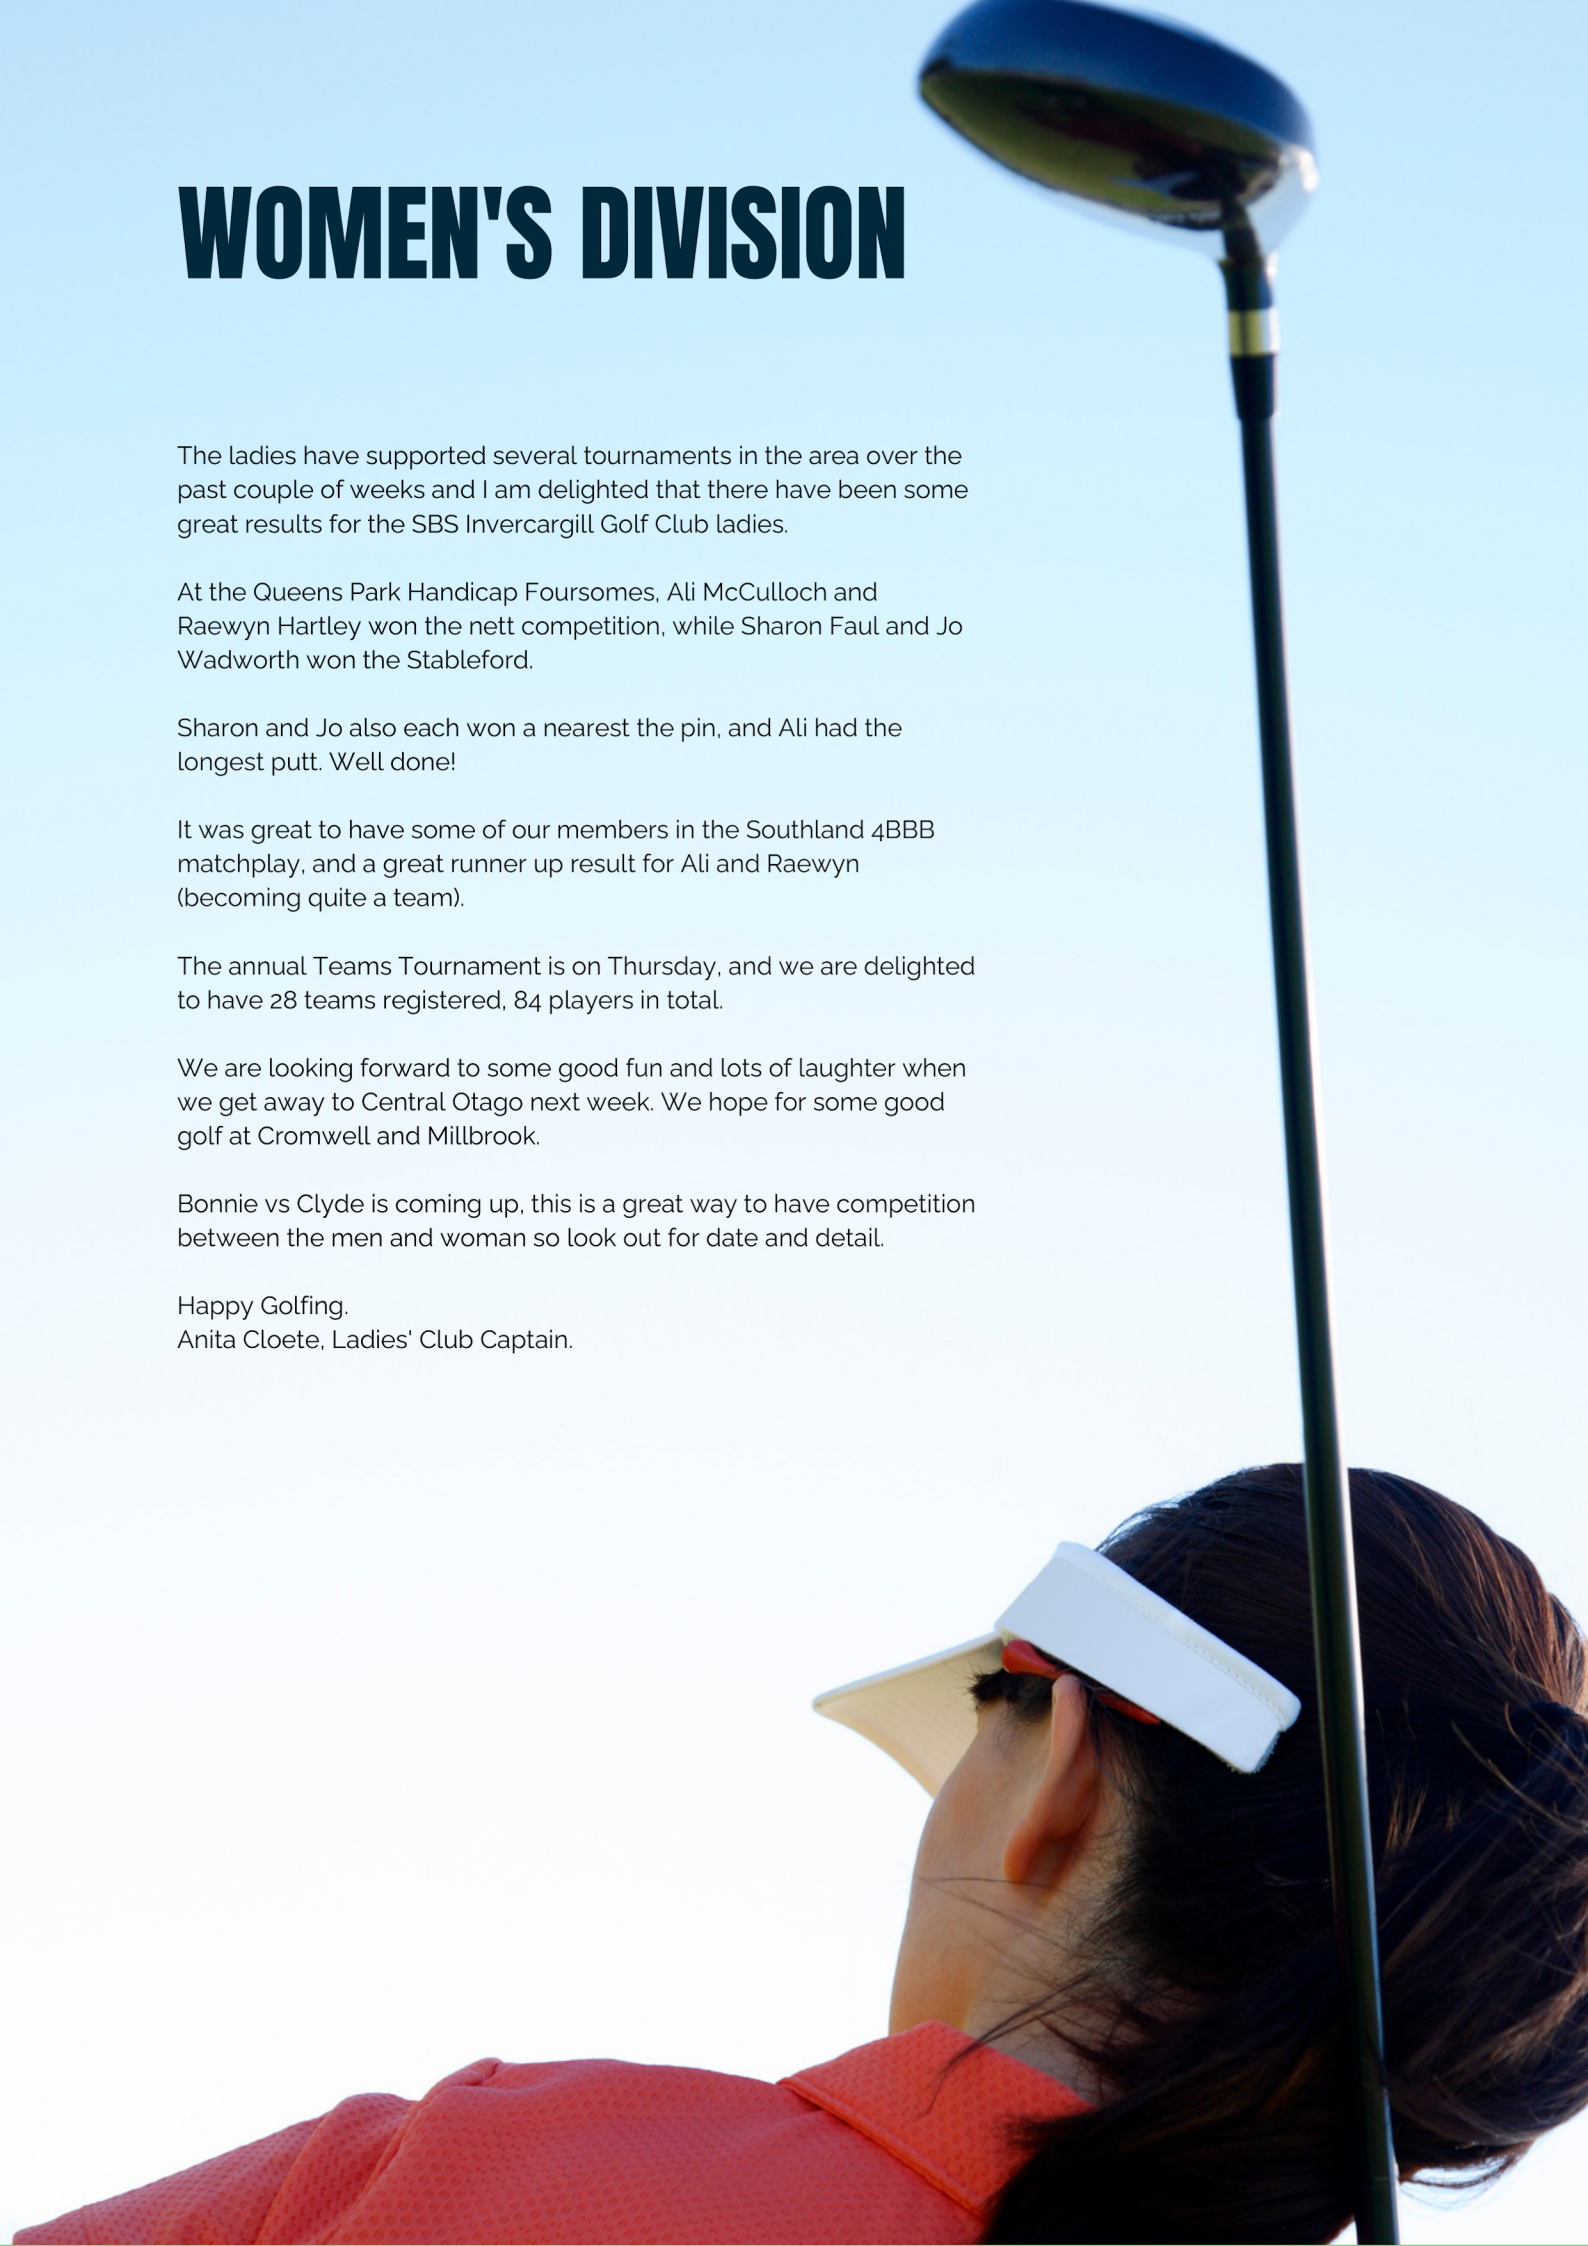 WOMEN'S DIVISION
The ladies have supported several tournaments in the area over the
past couple of weeks and I am delighted that there have been some
great results for the SBS Invercargill Golf Club ladies.
At the Queens Park Handicap Foursomes, Ali McCulloch and
Raewyn Hartley won the nett competition, while Sharon Faul and Jo
Wadworth won the Stableford.
Sharon and Jo also each won a nearest the pin, and Ali had the
longest putt. Well done!
It was great to have some of our members in the Southland 4BBB
matchplay, and a great runner up result for Ali and Raewyn
(becoming quite a team).
The annual Teams Tournament is on Thursday, and we are delighted
to have 28 teams registered, 84 players in total.
We are looking forward to some good fun and lots of laughter when
we get away to Central Otago next week. We hope for some good
golf at Cromwell and Millbrook.
Bonnie vs Clyde is coming up, this is a great way to have competition
between the men and woman so look out for date and detail.
Happy Golfing.
Anita Cloete, Ladies' Club Captain.